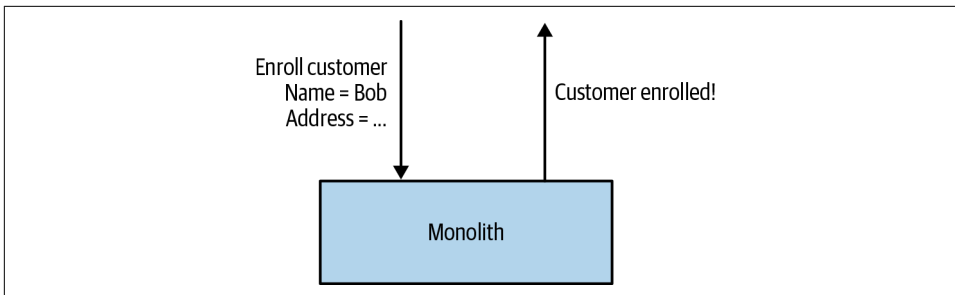 Enroll customer
Name = Bob
Address = ...
Customer enrolled!
Monolith